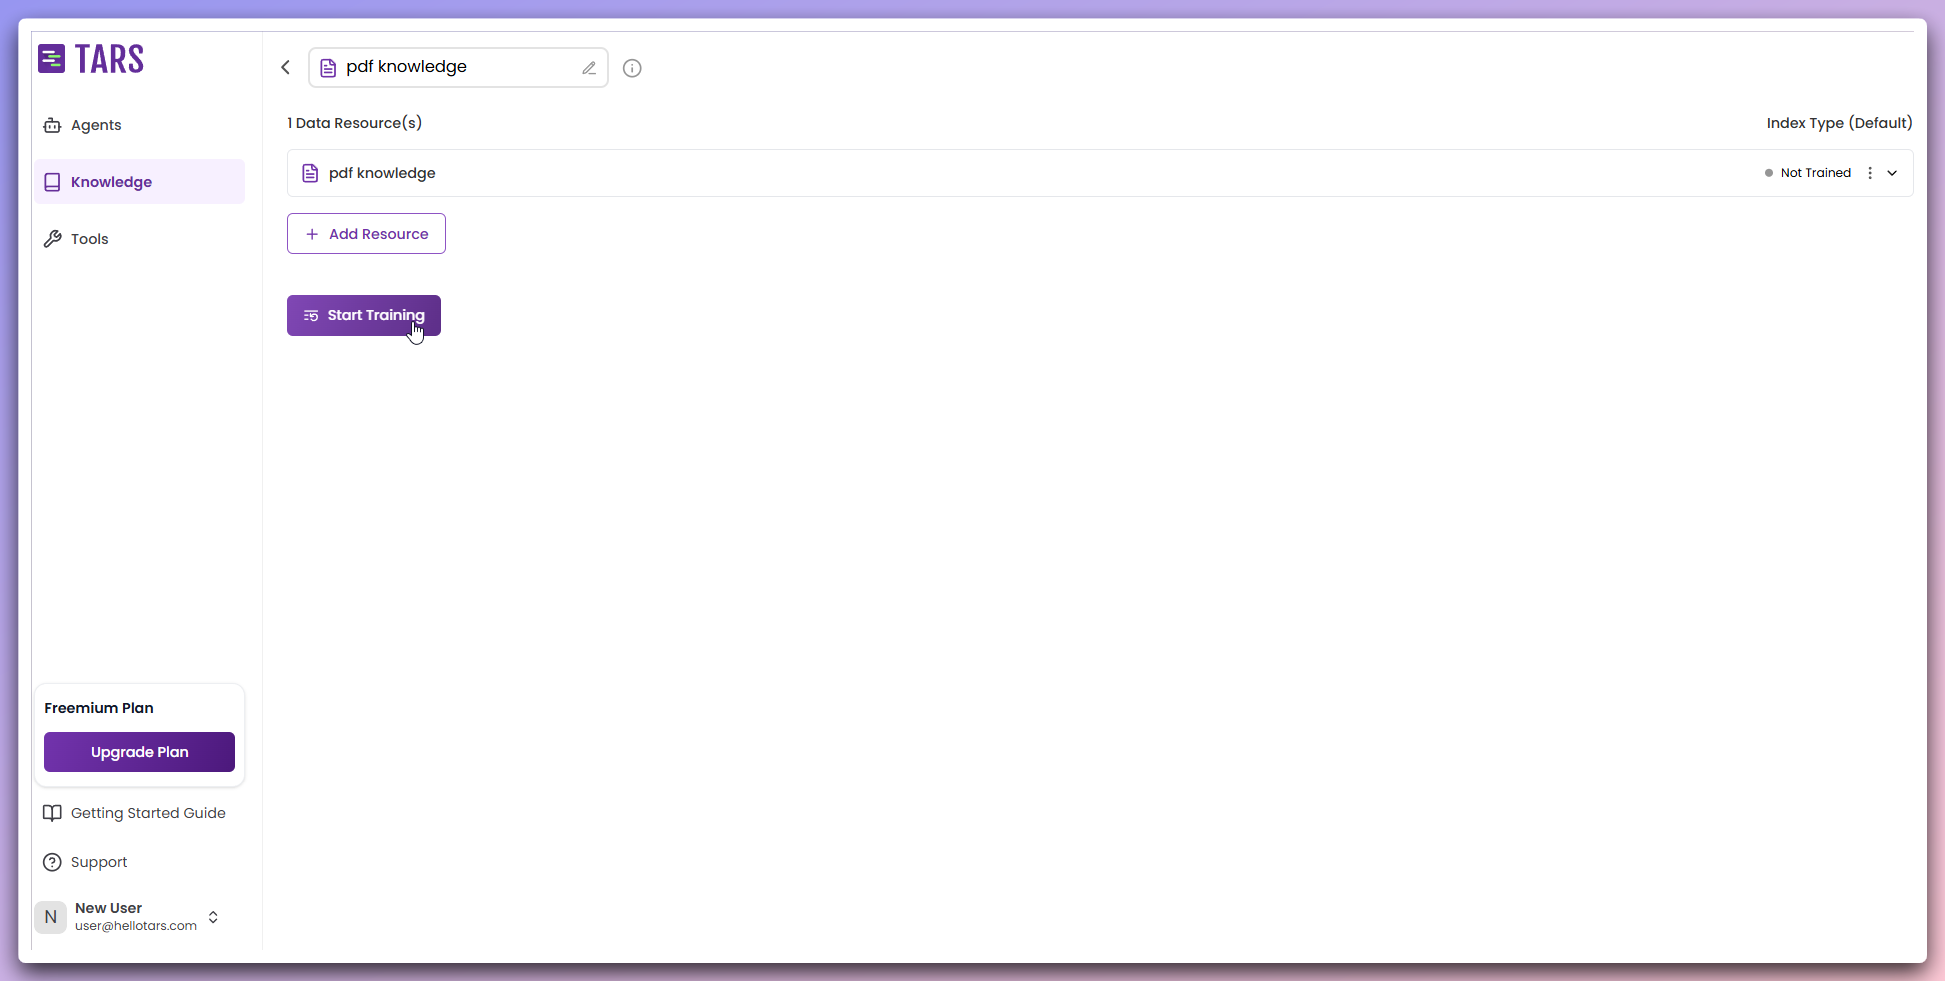 TARS
Agents
Knowledge
Tools
pdf knowledge
1 Data Resource(s)
Index Type (Default)
pdf knowledge
Not Trained
+ Add Resource
Start Training
Freemium Plan
Upgrade Plan
Getting Started Guide
Support
N
New User
user@hellotars.com